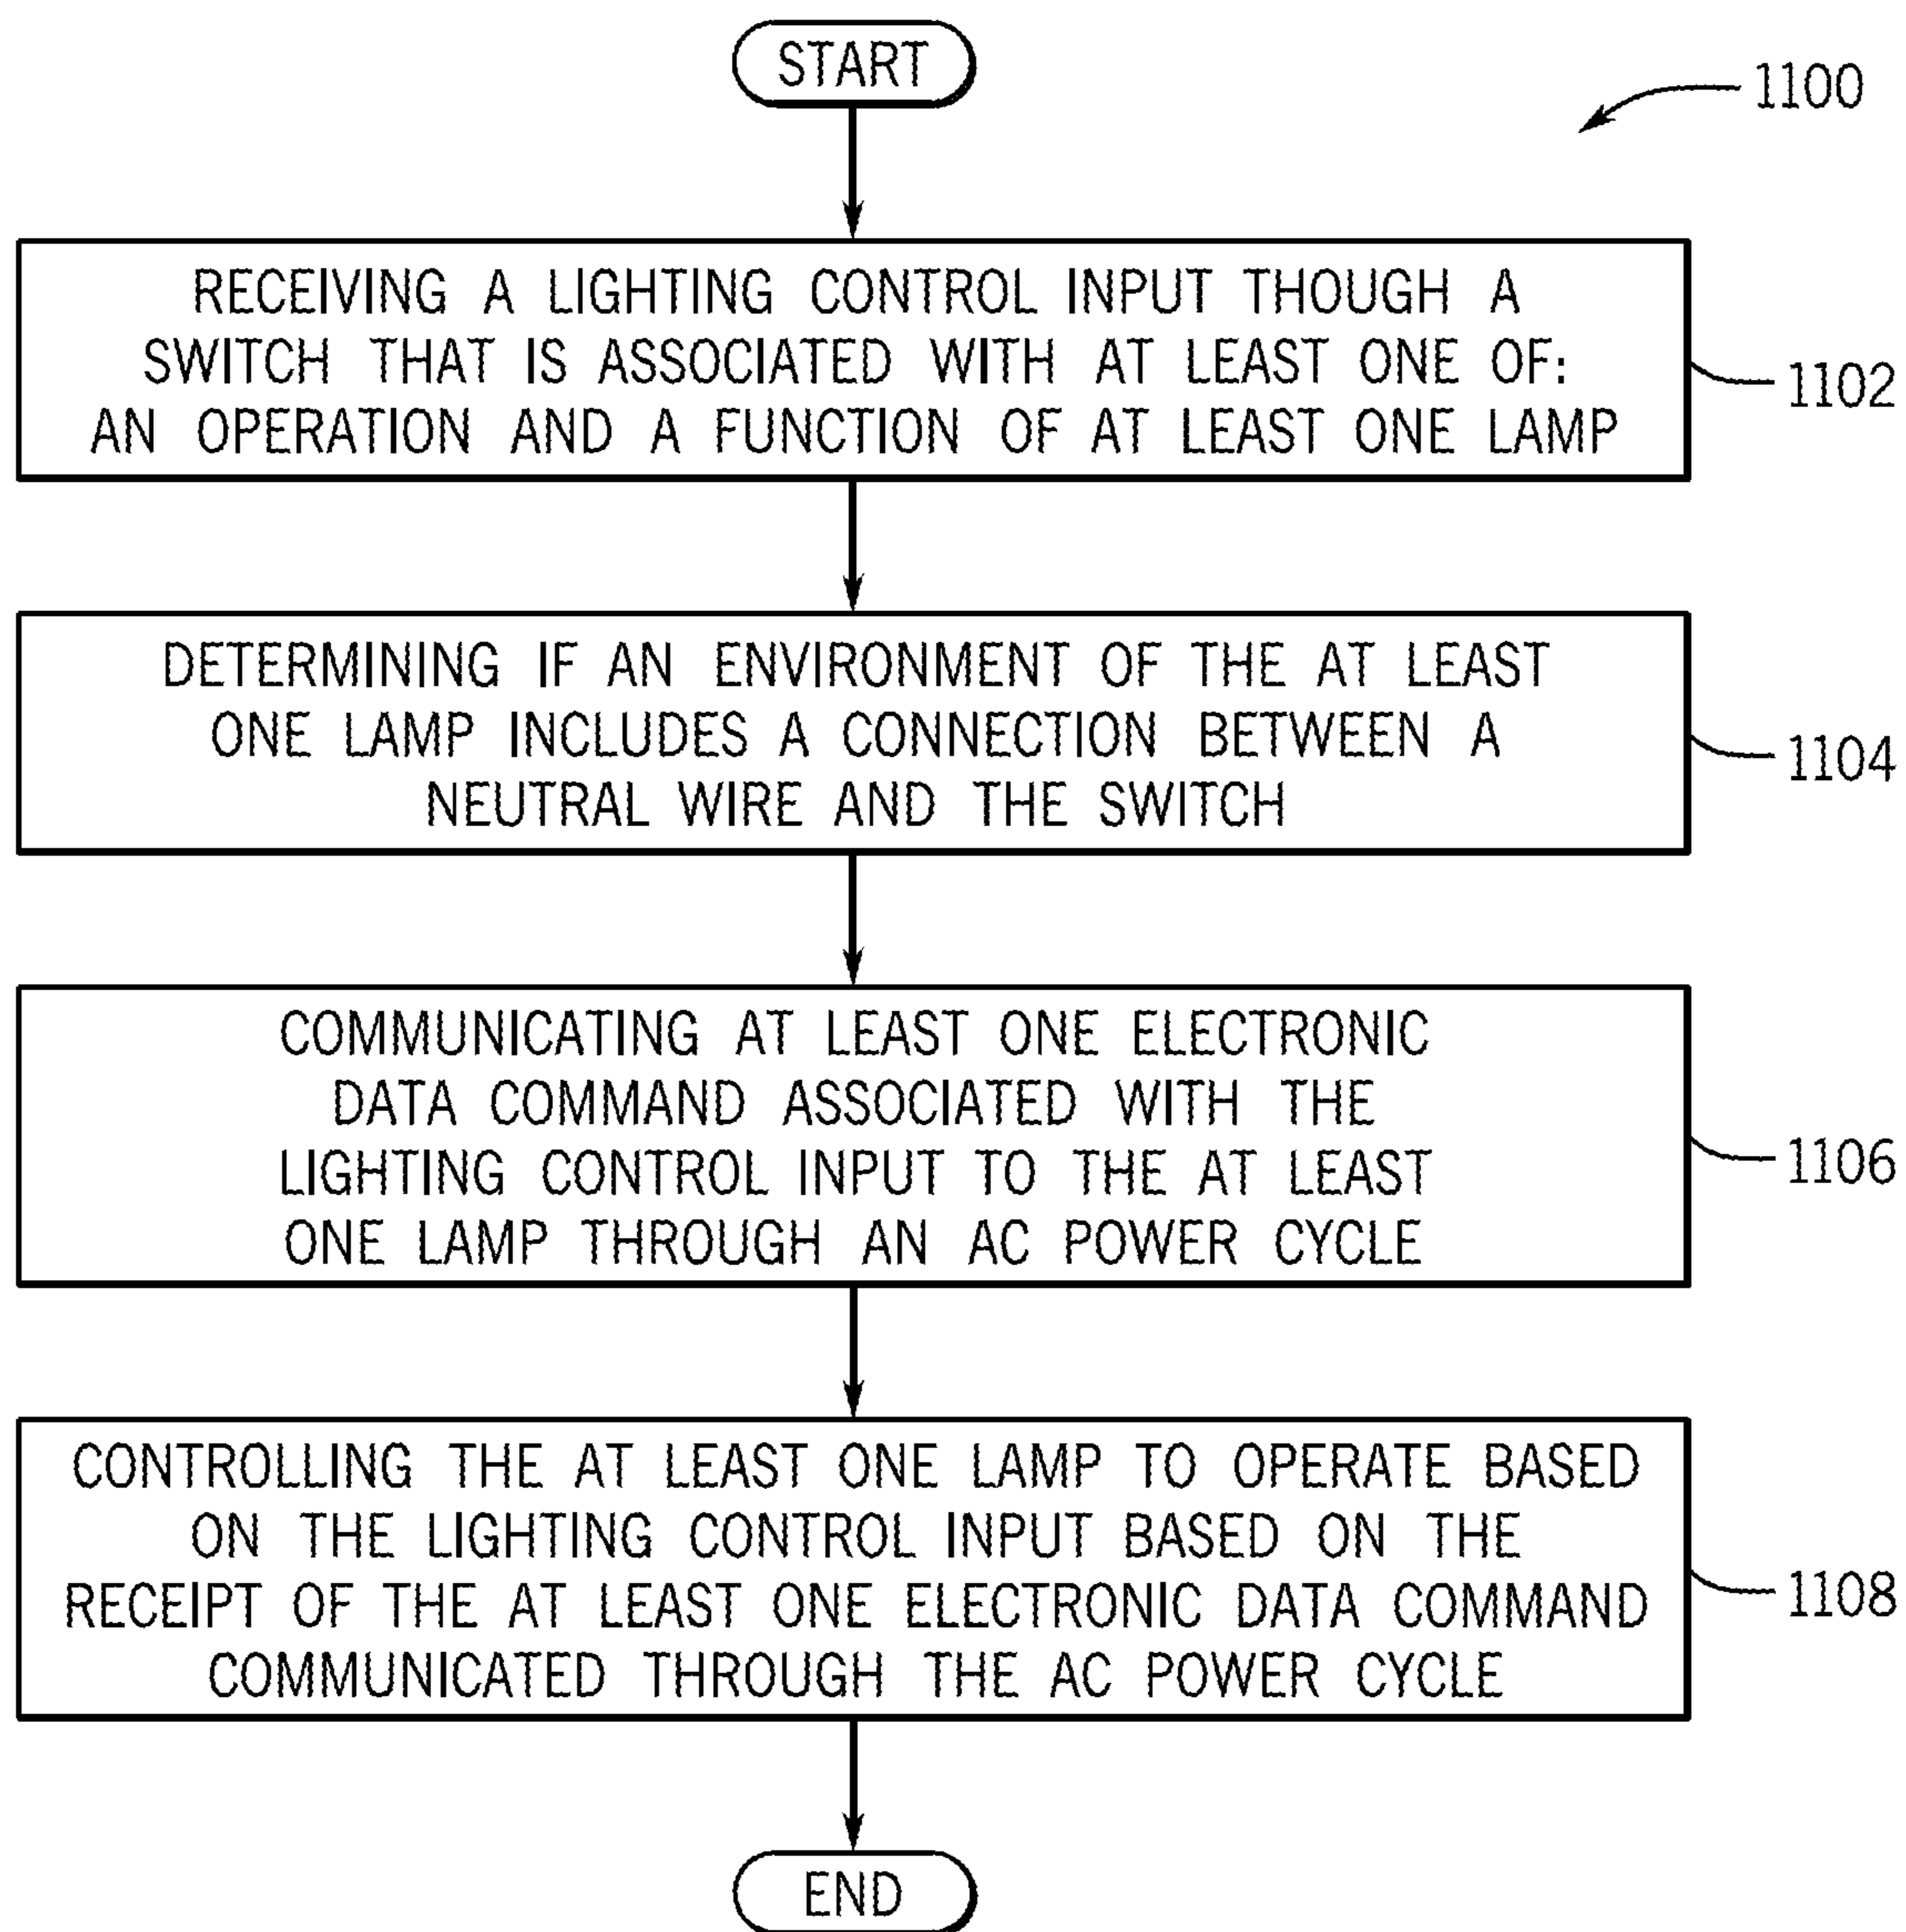 START
1100
RECEIVING A LIGHTING CONTROL INPUT THOUGH A
SWITCH THAT IS ASSOCIATED WITH AT LEAST ONE OF:
AN OPERATION AND A FUNCTION OF AT LEAST ONE LAMP
1102
DETERMINING IF AN ENVIRONMENT OF THE AT LEAST
ONE LAMP INCLUDES A CONNECTION BETWEEN A
NEUTRAL WIRE AND THE SWITCH
1104
COMMUNICATING AT LEAST ONE ELECTRONIC
DATA COMMAND ASSOCIATED WITH THE
LIGHTING CONTROL INPUT TO THE AT LEAST
ONE LAMP THROUGH AN AC POWER CYCLE
1106
CONTROLLING THE AT LEAST ONE LAMP TO OPERATE BASED
ON THE LIGHTING CONTROL INPUT BASED ON THE
RECEIPT OF THE AT LEAST ONE ELECTRONIC DATA COMMAND
COMMUNICATED THROUGH THE AC POWER CYCLE
1108
END